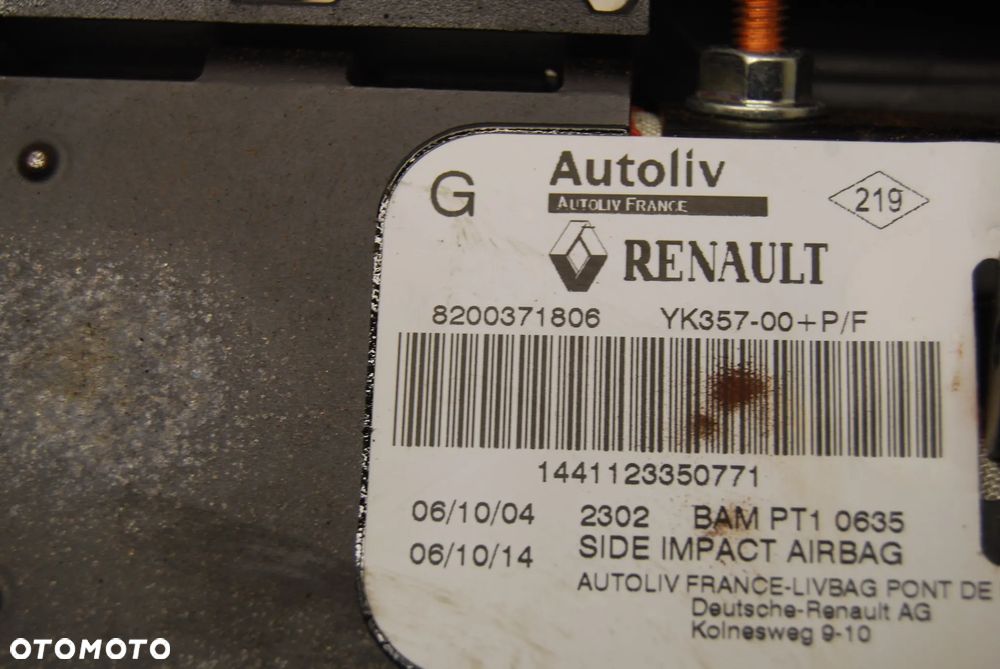 G
Autoliv
AUTOLIV FRANCE
219
RENAULT
8200371806 YK357-00+P/F
1441123350771
06/10/04 2302 BAM PT1 0635
06/10/14 SIDE IMPACT AIRBAG
AUTOLIV FRANCE-LIVBAG PONT DE
Deutsche-Renault AG
Kolnesweg 9-10
OTOMOTO